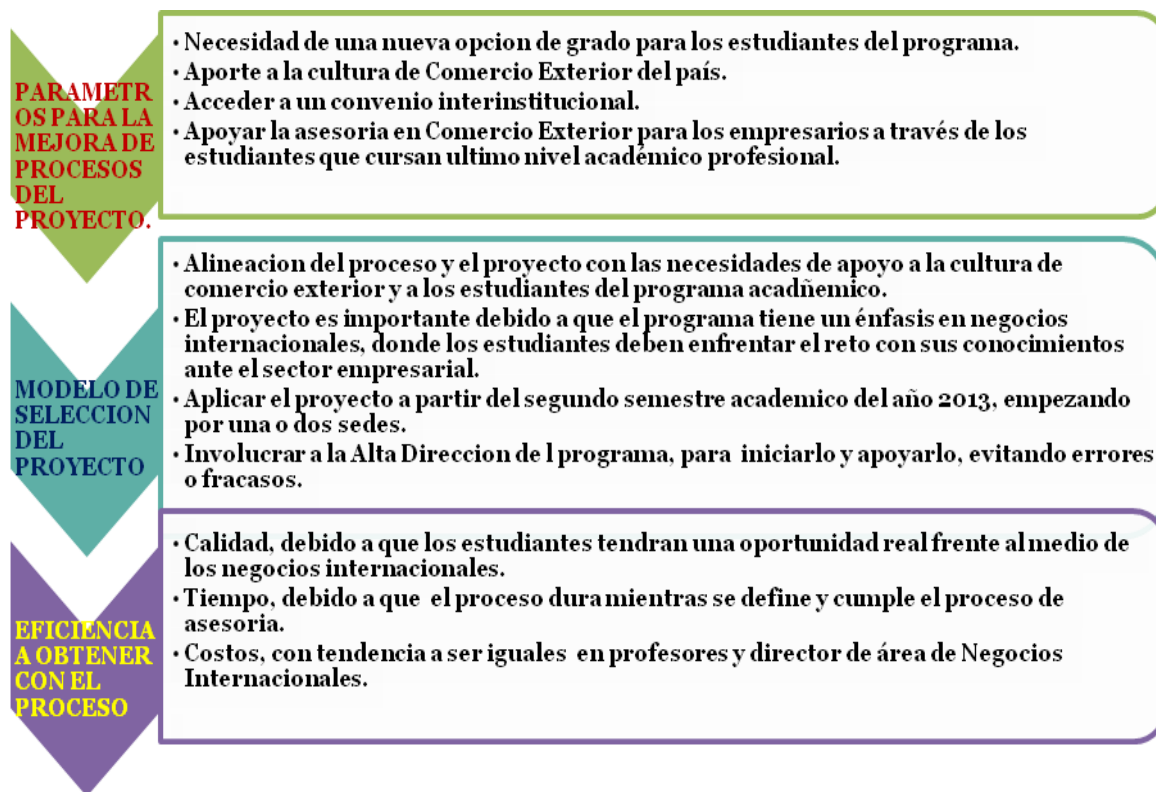 PARAMETR
OS PARA LA
MEJORA DE
PROCESOS
DEL
PROYECTO.
· Necesidad de una nueva opcion de grado para los estudiantes del programa.
· Aporte a la cultura de Comercio Exterior del país.
· Acceder a un convenio interinstitucional.
· Apoyar la asesoria en Comercio Exterior para los empresarios a través de los
estudiantes que cursan ultimo nivel académico profesional.
MODELO DE
SELECCION
DEL
PROYECTO
· Alineacion del proceso y el proyecto con las necesidades de apoyo a la cultura de
comercio exterior y a los estudiantes del programa acadñemico.
· El proyecto es importante debido a que el programa tiene un énfasis en negocios
internacionales, donde los estudiantes deben enfrentar el reto con sus conocimientos
ante el sector empresarial.
· Aplicar el proyecto a partir del segundo semestre academico del año 2013, empezando
por una o dos sedes.
· Involucrar a la Alta Direccion de l programa, para iniciarlo y apoyarlo, evitando errores
o fracasos.
EFICIENCIA
A OBTENER
CON EL
PROCESO
· Calidad, debido a que los estudiantes tendran una oportunidad real frente al medio de
los negocios internacionales.
· Tiempo, debido a que el proceso dura mientras se define y cumple el proceso de
asesoria.
· Costos, con tendencia a ser iguales en profesores y director de área de Negocios
Internacionales.